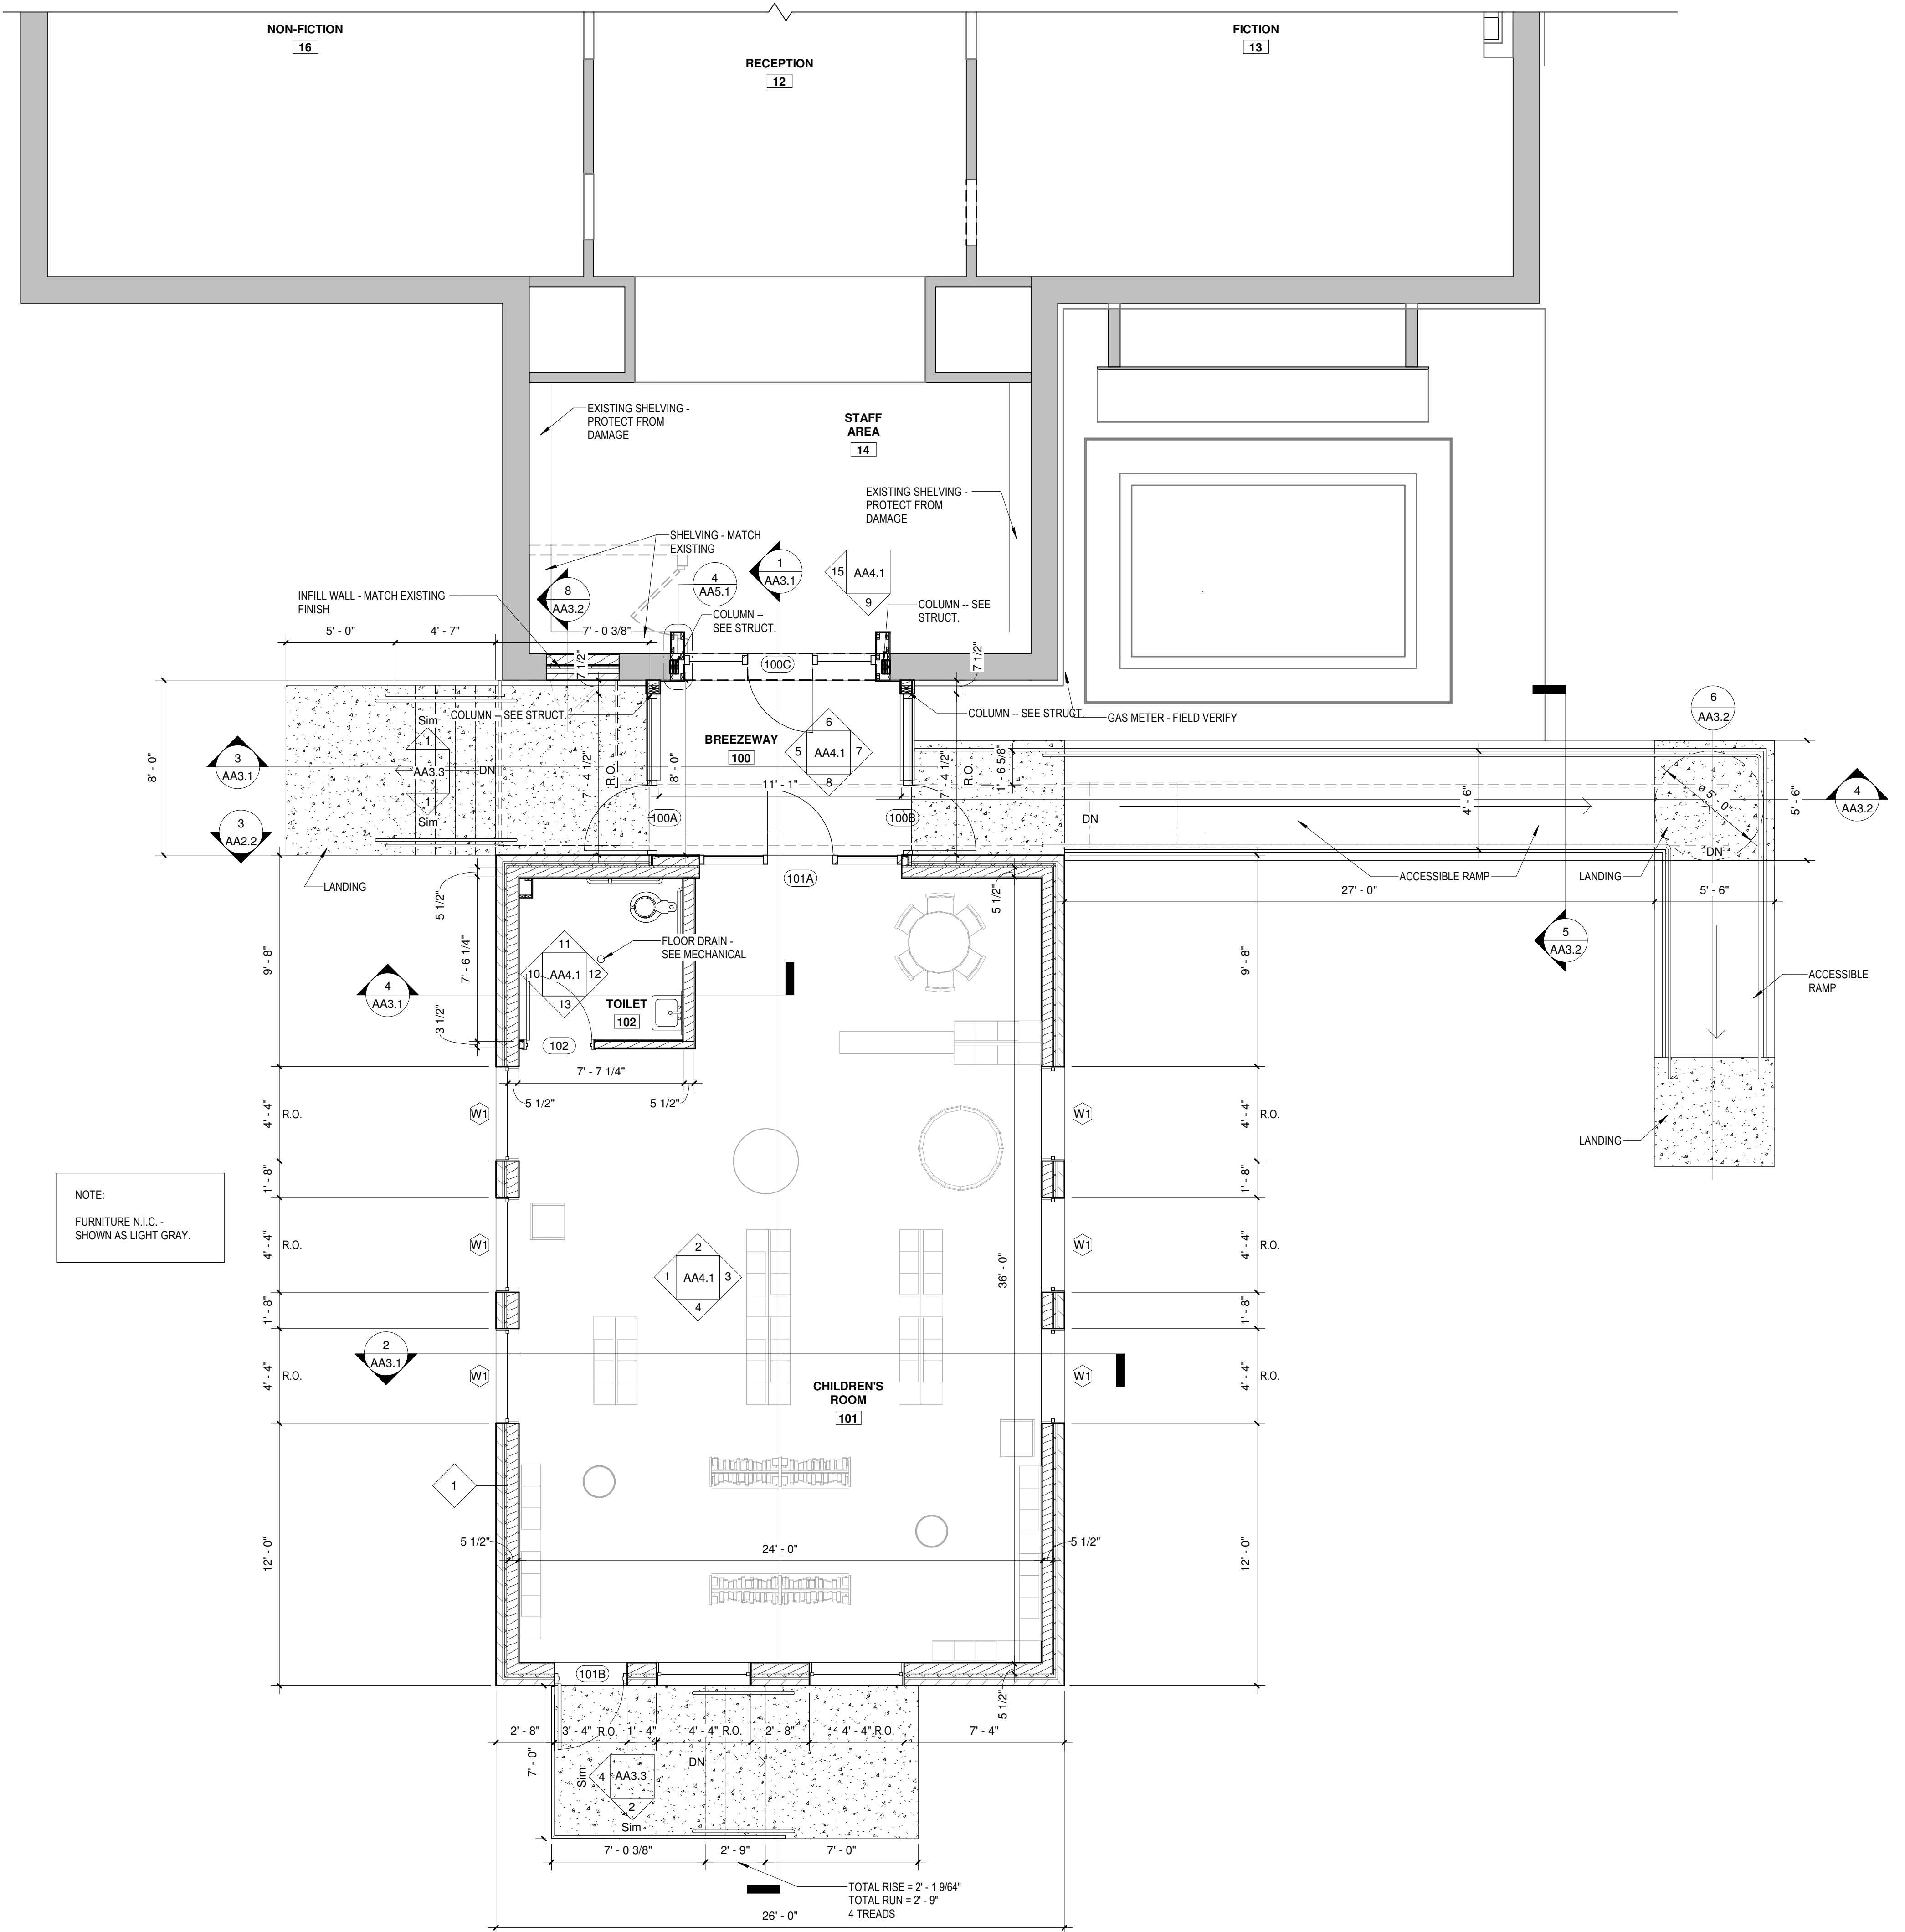 NON-FICTION
16
RECEPTION
12
FICTION
13
EXISTING SHELVING -
PROTECT FROM
DAMAGE
STAFF
AREA
14
EXISTING SHELVING -
PROTECT FROM
DAMAGE
SHELVING - MATCH
EXISTING
1
AA3.1
15
AA4.1
9
4
AA5.1
8
AA3.2
INFILL WALL - MATCH EXISTING
FINISH
COLUMN --
SEE STRUCT.
COLUMN -- SEE
STRUCT.
5' - 0"
4' - 7"
7' - 0 3/8"
7 1/2"
7 1/2"
100C
COLUMN -- SEE STRUCT.
COLUMN -- SEE STRUCT.
GAS METER - FIELD VERIFY
6
AA3.2
Sim
1
AA3.3
DN
1
Sim
BREEZEWAY
100
6
5
AA4.1
7
8
8' - 0"
3
AA3.1
3
AA2.2
7' - 4 1/2"
R.O.
8' - 0"
11' - 1"
7' - 4 1/2"
R.O.
1' - 6 5/8"
100A
100B
DN
4' - 6"
ø 5' - 0"
DN
5' - 6"
4
AA3.2
LANDING
101A
ACCESSIBLE RAMP
LANDING
27' - 0"
5' - 6"
5 1/2"
5 1/2"
9' - 8"
7' - 6 1/4"
3 1/2"
FLOOR DRAIN -
SEE MECHANICAL
11
10
AA4.1
12
13
TOILET
102
102
4
AA3.1
9' - 8"
5
AA3.2
ACCESSIBLE
RAMP
7' - 7 1/4"
5 1/2"
5 1/2"
4' - 4"
R.O.
W1
W1
4' - 4"
R.O.
LANDING
1' - 8"
1' - 8"
NOTE:
FURNITURE N.I.C. -
SHOWN AS LIGHT GRAY.
4' - 4"
R.O.
W1
W1
4' - 4"
R.O.
2
1
AA4.1
3
4
36' - 0"
1' - 8"
1' - 8"
2
AA3.1
4' - 4"
R.O.
W1
W1
4' - 4"
R.O.
CHILDREN'S
ROOM
101
1
5 1/2"
24' - 0"
5 1/2"
12' - 0"
12' - 0"
101B
5 1/2"
2' - 8"
3' - 4"
R.O.
1' - 4"
4' - 4"
R.O.
2' - 8"
4' - 4"
R.O.
7' - 4"
7' - 0"
DN
Sim
4
AA3.3
2
Sim
7' - 0 3/8"
2' - 9"
7' - 0"
TOTAL RISE = 2' - 1 9/64"
TOTAL RUN = 2' - 9"
4 TREADS
26' - 0"